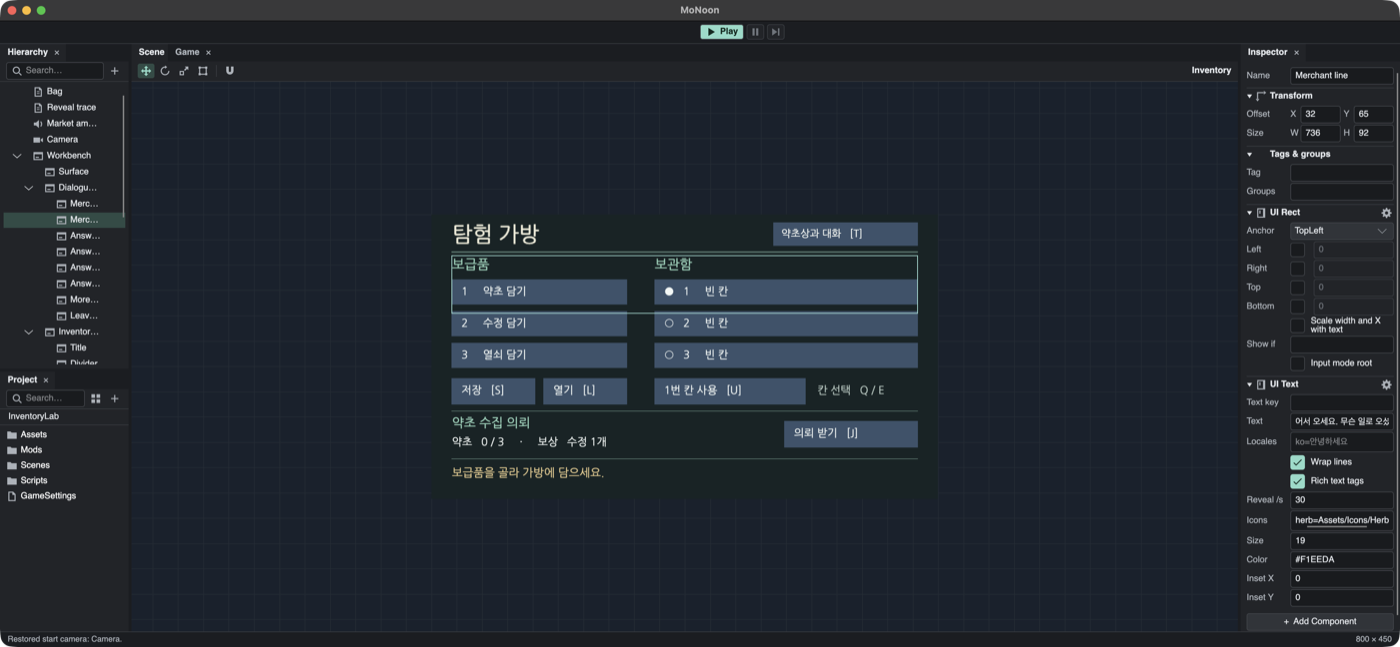 MoNoon
Play
Hierarchy ×
Scene Game ×
Inspector ×
Search...
Inventory
Name Merchant line
Bag
Reveal trace
Market am...
Camera
Workbench
Surface
Dialogu...
Merc...
Merc...
Answ...
Answ...
Answ...
Answ...
More...
Leav...
Inventor...
Title
Divider
Project ×
Search...
InventoryLab
Assets
Mods
Scenes
Scripts
GameSettings
탐험 가방
약초상과 대화 [T]
보급품 보관함
1 약초 담기 1 빈 칸
2 수정 담기 2 빈 칸
3 열쇠 담기 3 빈 칸
저장 [S] 열기 [L] 1번 칸 사용 [U] 칸 선택 Q / E
약초 수집 의뢰
약초 0 / 3 · 보상 수정 1개
의뢰 받기 [J]
보급품을 골라 가방에 담으세요.
Transform
Offset X 32 Y 65
Size W 736 H 92
Tags & groups
Tag
Groups
UI Rect
Anchor TopLeft
Left 0
Right 0
Top 0
Bottom 0
Scale width and X
with text
Show if
Input mode root
UI Text
Text key
Text 어서 오세요. 무슨 일로 오셨
Locales ko=안녕하세요
Wrap lines
Rich text tags
Reveal /s 30
Icons herb=Assets/Icons/Herb
Size 19
Color #F1EEDA
Inset X 0
Inset Y 0
+ Add Component
Restored start camera: Camera.
800 × 450